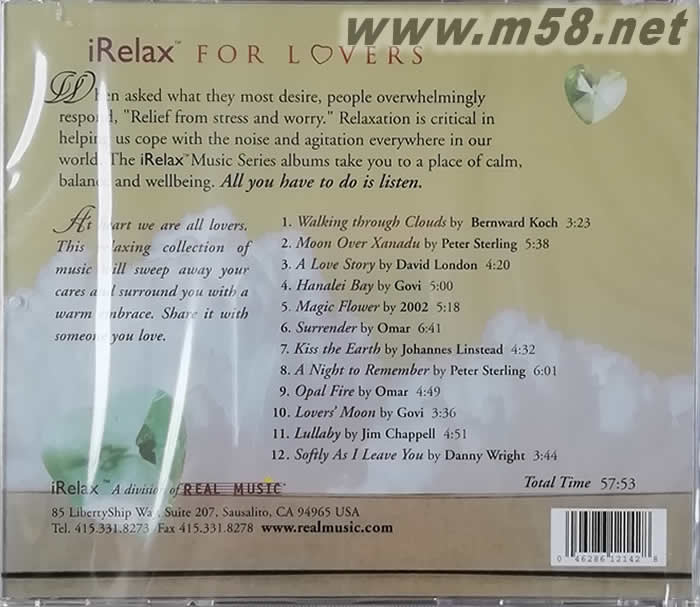 www.m58.net
iRelax™ FOR LOVERS
When asked what they most desire, people overwhelmingly
respond, "Relief from stress and worry." Relaxation is critical in
helping us cope with the noise and agitation everywhere in our
world. The iRelax™ Music Series albums take you to a place of calm,
balance and wellbeing. All you have to do is listen.
At heart we are all lovers.
This relaxing collection of
music will sweep away your
cares and surround you with a
warm embrace. Share it with
someone you love.
1. Walking through Clouds by Bernward Koch 3:23
2. Moon Over Xanadu by Peter Sterling 5:38
3. A Love Story by David London 4:20
4. Hanalei Bay by Govi 5:00
5. Magic Flower by 2002 5:18
6. Surrender by Omar 6:41
7. Kiss the Earth by Johannes Linstead 4:32
8. A Night to Remember by Peter Sterling 6:01
9. Opal Fire by Omar 4:49
10. Lovers' Moon by Govi 3:36
11. Lullaby by Jim Chappell 4:51
12. Softly As I Leave You by Danny Wright 3:44
Total Time 57:53
iRelax™ A division of REAL MUSIC
85 LibertyShip Way, Suite 207, Sausalito, CA 94965 USA
Tel. 415.331.8273 Fax 415.331.8278 www.realmusic.com
0 46286 12142 8